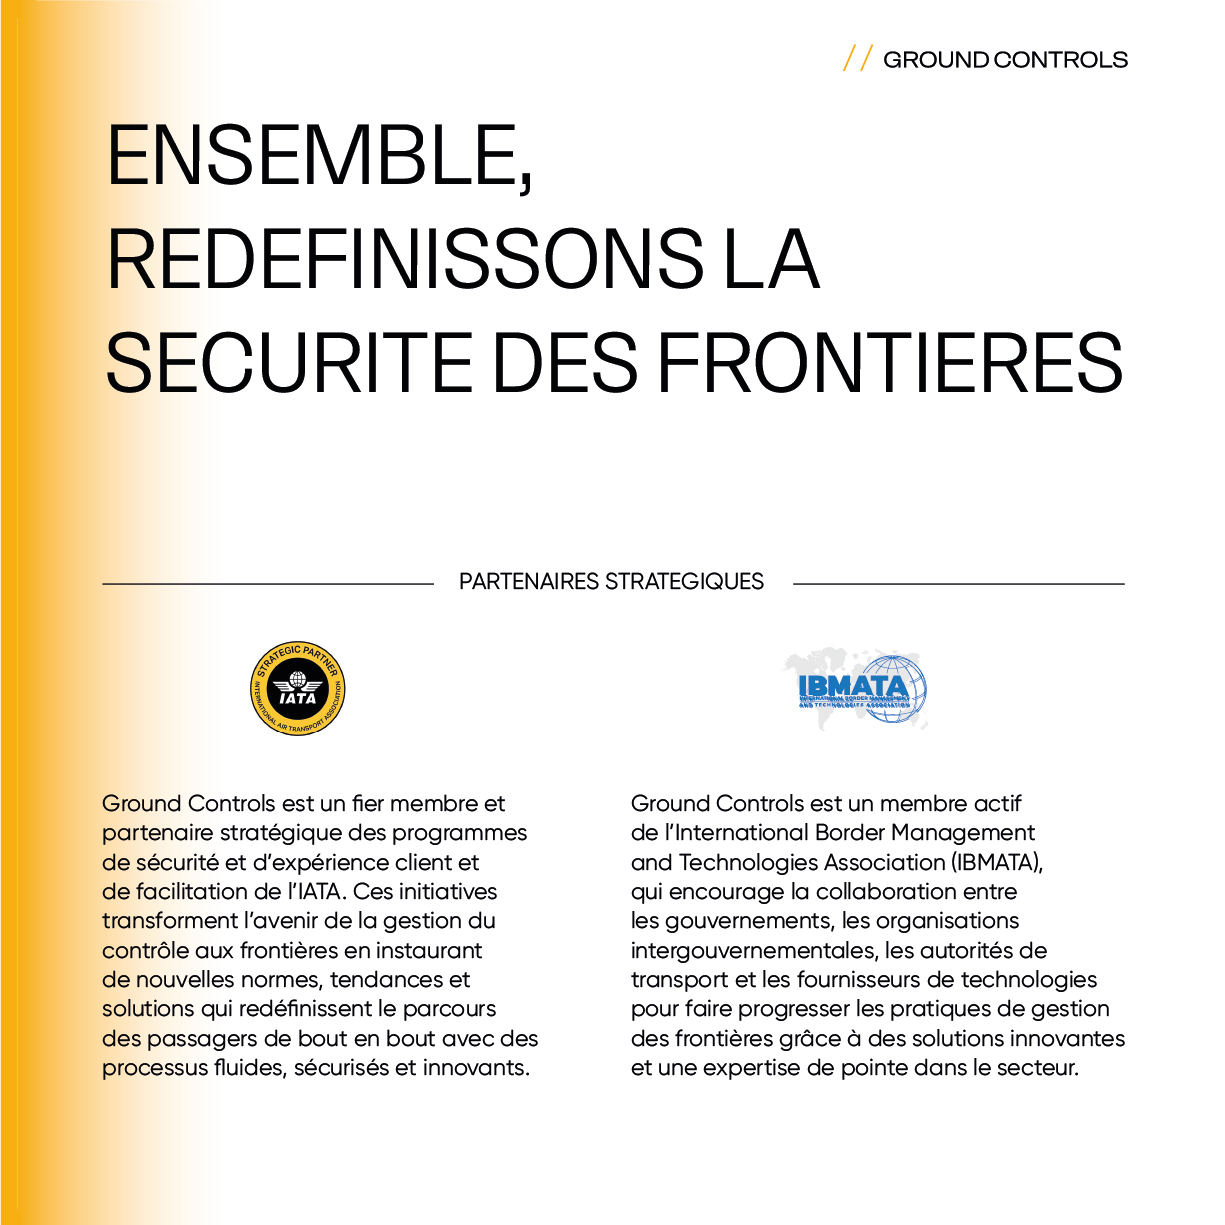 // GROUND CONTROLS
ENSEMBLE,
REDEFINISSONS LA
SECURITE DES FRONTIERES
PARTENAIRES STRATEGIQUES
STRATEGIC PARTNER
IATA
INTERNATIONAL AIR TRANSPORT ASSOCIATION
IBMATA
INTERNATIONAL BORDER MANAGEMENT
AND TECHNOLOGIES ASSOCIATION
Ground Controls est un fier membre et
partenaire stratégique des programmes
de sécurité et d’expérience client et
de facilitation de l’IATA. Ces initiatives
transforment l’avenir de la gestion du
contrôle aux frontières en instaurant
de nouvelles normes, tendances et
solutions qui redéfinissent le parcours
des passagers de bout en bout avec des
processus fluides, sécurisés et innovants.
Ground Controls est un membre actif
de l’International Border Management
and Technologies Association (IBMATA),
qui encourage la collaboration entre
les gouvernements, les organisations
intergouvernementales, les autorités de
transport et les fournisseurs de technologies
pour faire progresser les pratiques de gestion
des frontières grâce à des solutions innovantes
et une expertise de pointe dans le secteur.